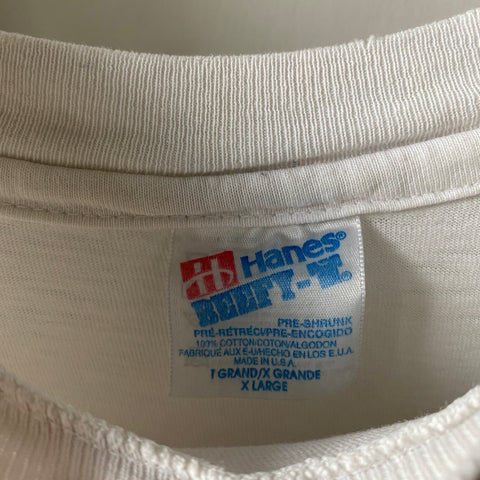 Hanes®
BEEFY-T.
PRE-SHRUNK
PRÉ-RÉTRÉCI/PRE-ENCOGIDO
100% COTTON/COTON/ALGODON
FABRIQUE AUX E-U/HECHO EN LOS E.U.A.
MADE IN U.S.A.
T GRAND/X GRANDE
X LARGE